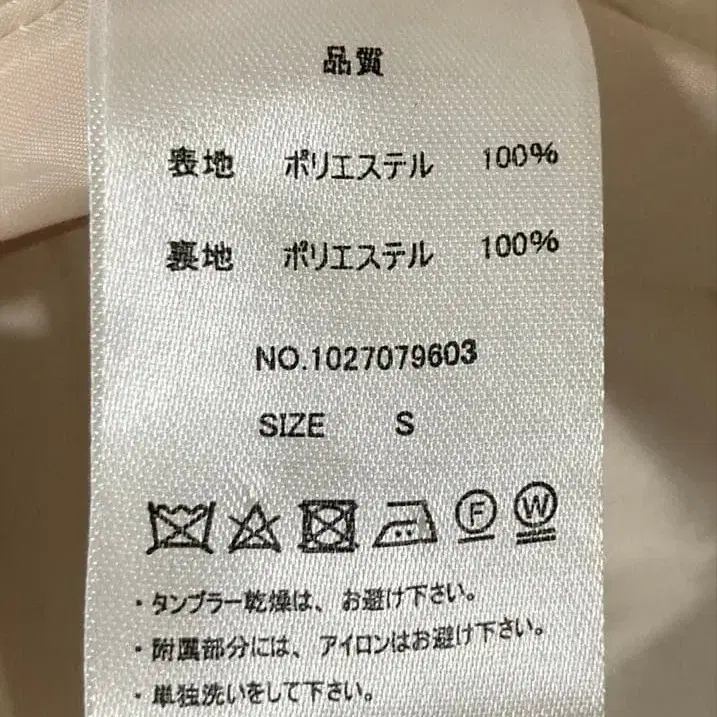 品質
表地 ポリエステル 100%
裏地 ポリエステル 100%
NO.1027079603
SIZE S
F W
・タンブラー乾燥は、お避け下さい。
・附属部分には、アイロンはお避け下さい。
・単独洗いをして下さい。